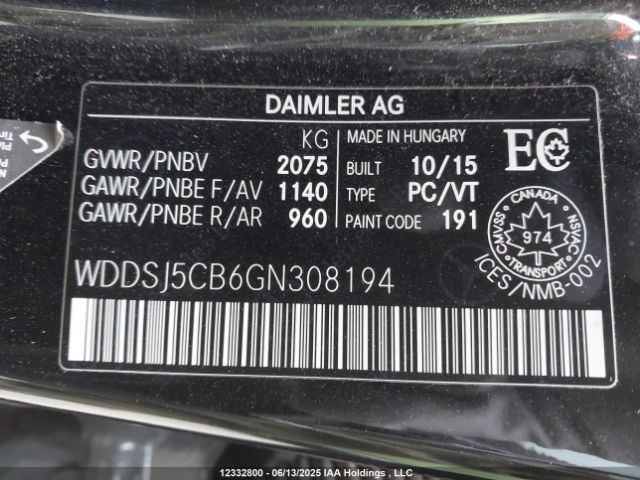 DAIMLER AG
KG
GVWR/PNBV 2075
GAWR/PNBE F/AV 1140
GAWR/PNBE R/AR 960
MADE IN HUNGARY
BUILT 10/15
TYPE PC/VT
PAINT CODE 191
EC
CANADA
CMVSS
974
NSVAC
TRANSPORT
ICES/NMB-002
WDDSJ5CB6GN308194
12332800 - 06/13/2025 IAA Holdings , LLC